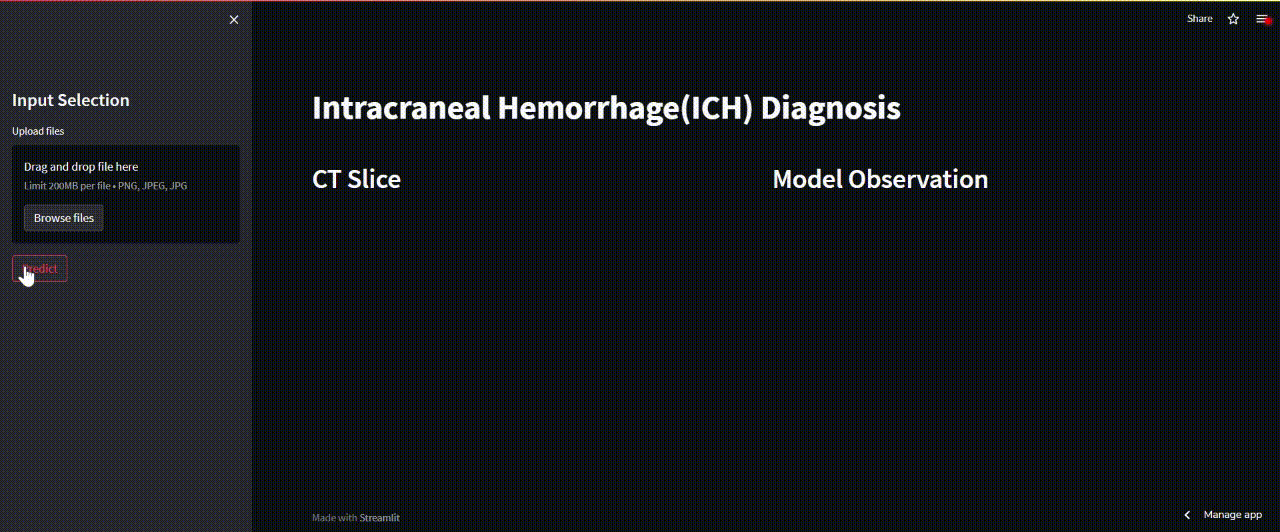 Share
Input Selection
Upload files
Drag and drop file here
Limit 200MB per file • PNG, JPEG, JPG
Browse files
Intracraneal Hemorrhage(ICH) Diagnosis
CT Slice
Model Observation
Made with Streamlit
Manage app